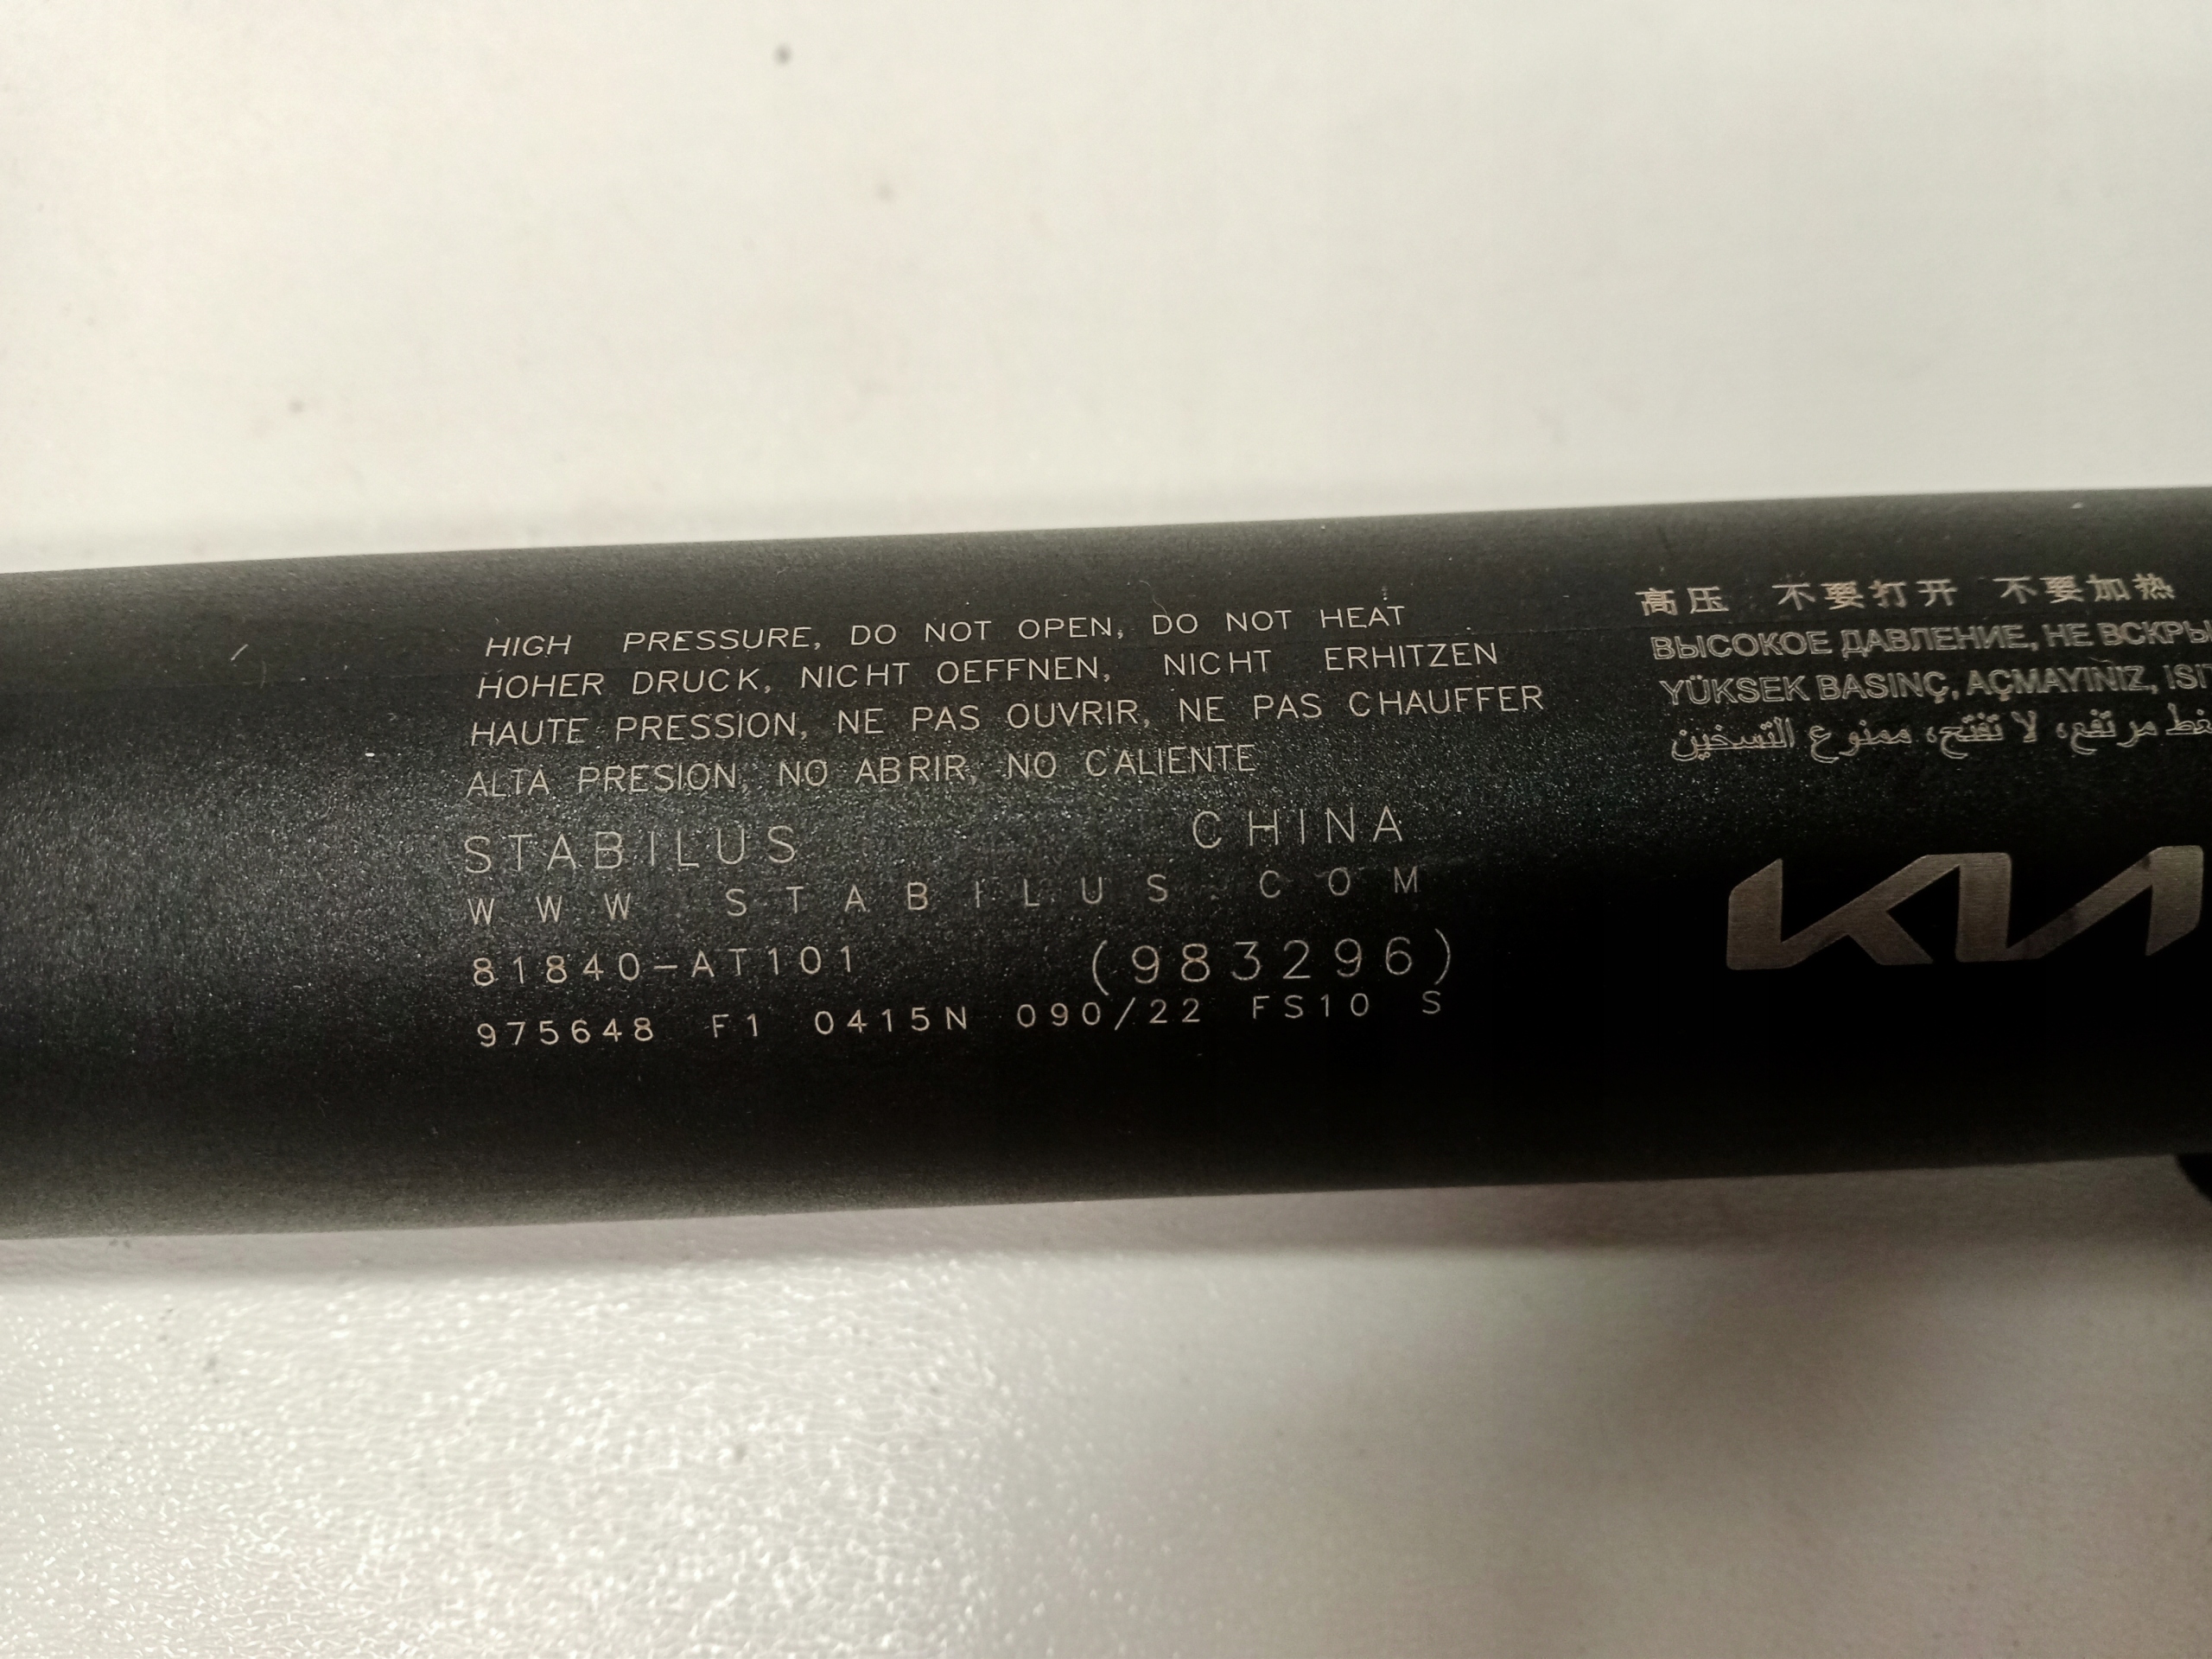 HIGH PRESSURE, DO NOT OPEN, DO NOT HEAT
HOHER DRUCK, NICHT OEFFNEN, NICHT ERHITZEN
HAUTE PRESSION, NE PAS OUVRIR, NE PAS CHAUFFER
ALTA PRESION, NO ABRIR, NO CALIENTE
STABILUS CHINA
WWW STABILUS.COM
81840-AT101 (983296)
975648 F1 0415N 090/22 FS10 S
高压 不要打开 不要加热
ВЫСОКОЕ ДАВЛЕНИЕ, НЕ
YÜKSEK BASINÇ, AÇMAYINIZ,
مرتفع، لا تفتح، ممنوع التسخين
KIA